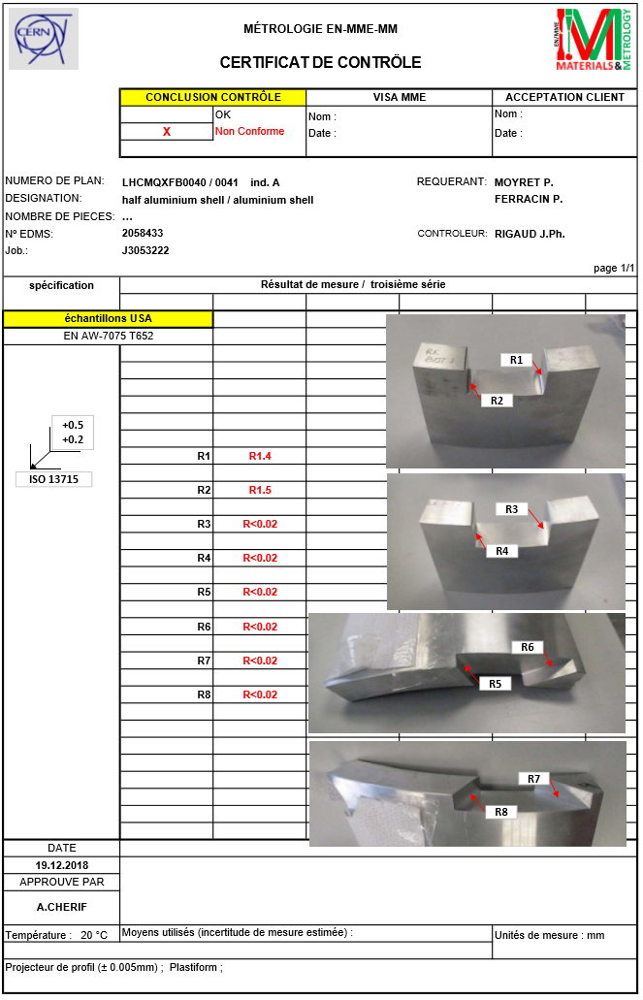 CERN
MÉTROLOGIE EN-MME-MM
CERTIFICAT DE CONTRÔLE
EN/MME
MM
MATERIALS&
METROLOGY
CONCLUSION CONTRÔLE
VISA MME
ACCEPTATION CLIENT
OK
Nom :
Nom :
X
Non Conforme
Date :
Date :
NUMERO DE PLAN: LHCMQXFB0040 / 0041 ind. A
REQUERANT: MOYRET P.
DESIGNATION: half aluminium shell / aluminium shell
FERRACIN P.
NOMBRE DE PIECES: ...
Nº EDMS: 2058433
CONTROLEUR: RIGAUD J.Ph.
Job.: J3053222
page 1/1
spécification
Résultat de mesure / troisième série
échantillons USA
EN AW-7075 T652
+0.5
+0.2
ISO 13715
R1 R1.4
R2 R1.5
R3 R<0.02
R4 R<0.02
R5 R<0.02
R6 R<0.02
R7 R<0.02
R8 R<0.02
R1
R2
R3
R4
R6
R5
R7
R8
DATE
19.12.2018
APPROUVE PAR
A.CHERIF
Température : 20 °C
Moyens utilisés (incertitude de mesure estimée) :
Unités de mesure : mm
Projecteur de profil (± 0.005mm) ; Plastiform ;